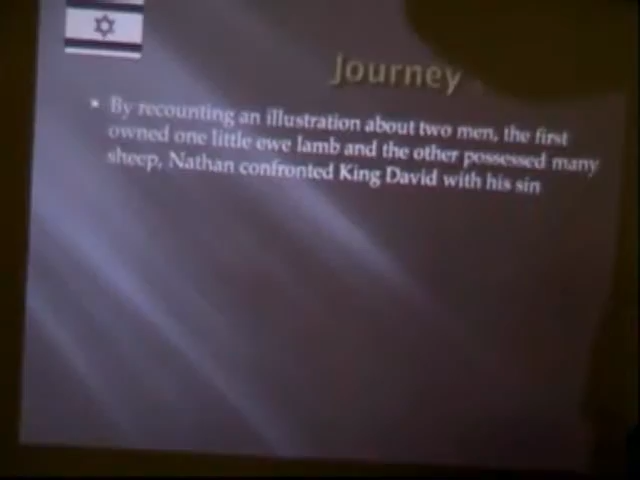 Journey
• By recounting an illustration about two men, the first
owned one little ewe lamb and the other possessed many
sheep, Nathan confronted King David with his sin